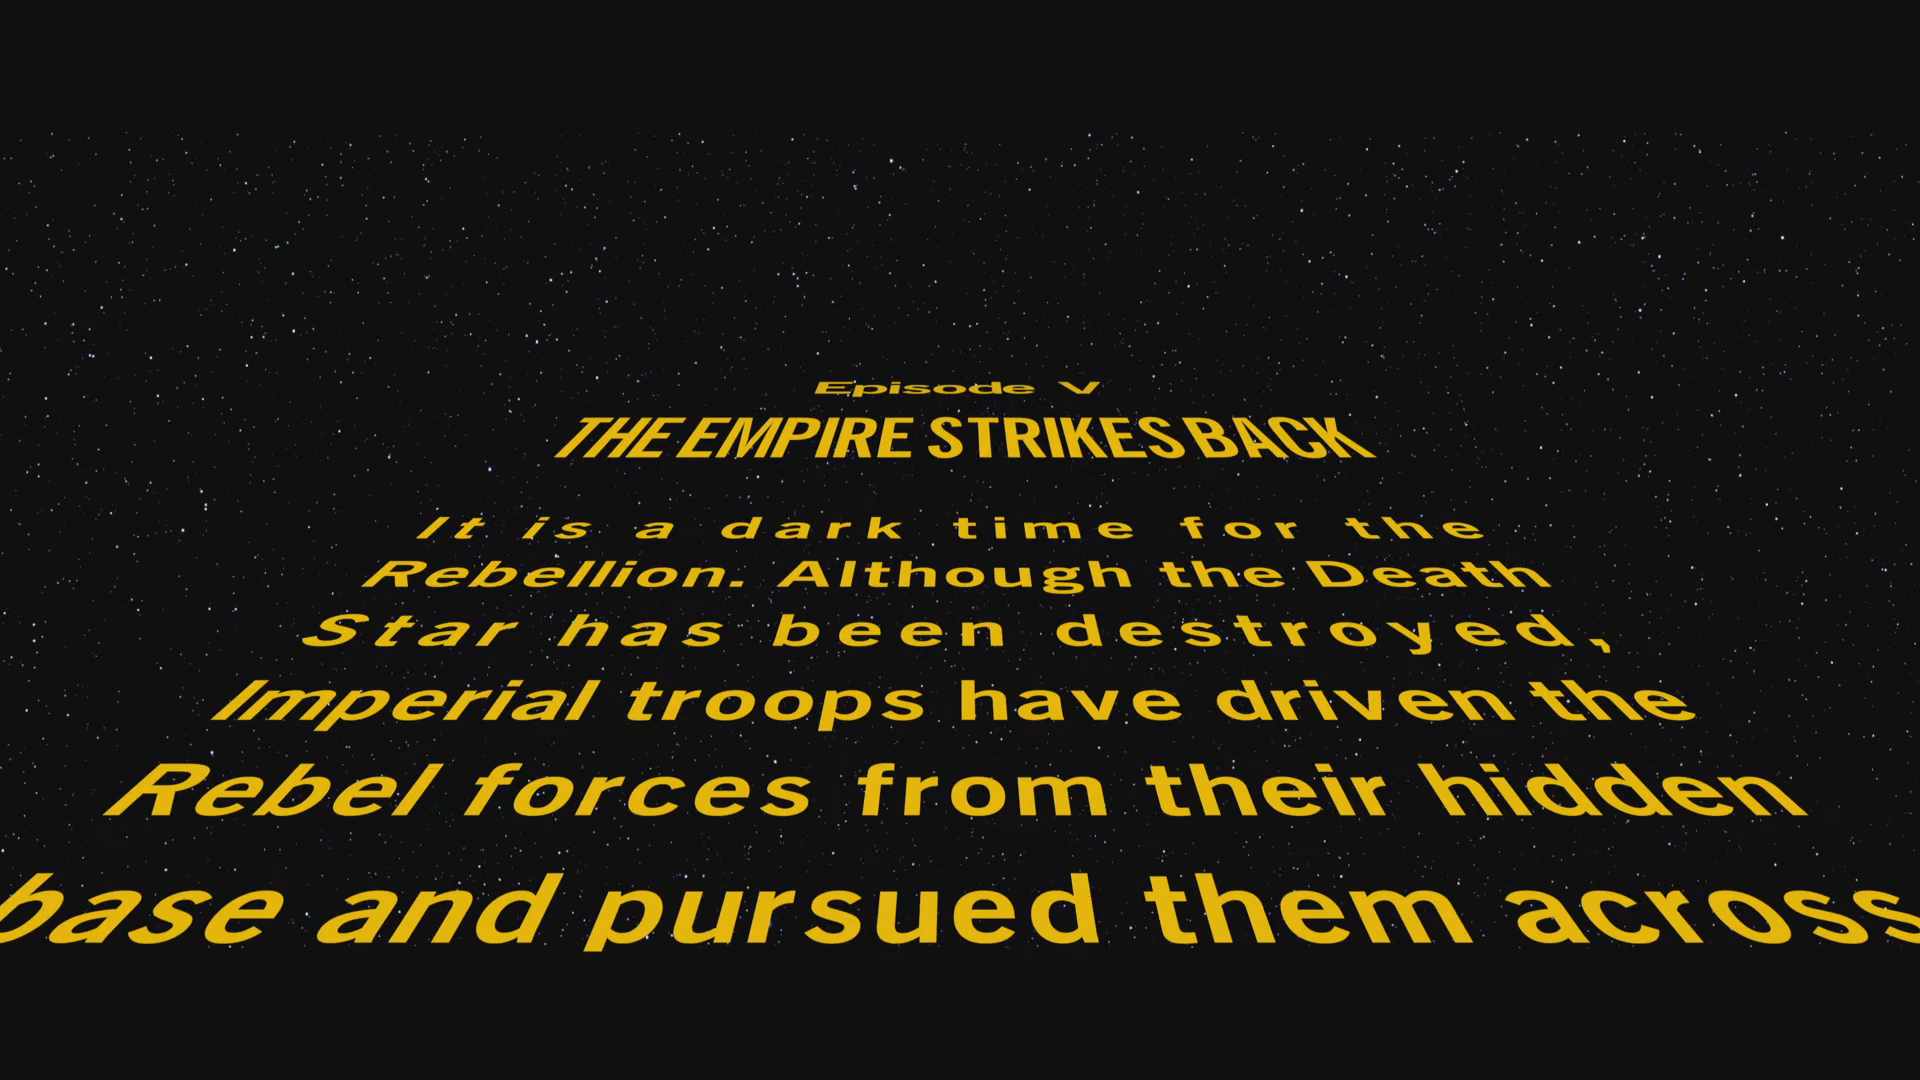 Episode V
THE EMPIRE STRIKES BACK
It is a dark time for the
Rebellion. Although the Death
Star has been destroyed,
Imperial troops have driven the
Rebel forces from their hidden
base and pursued them across